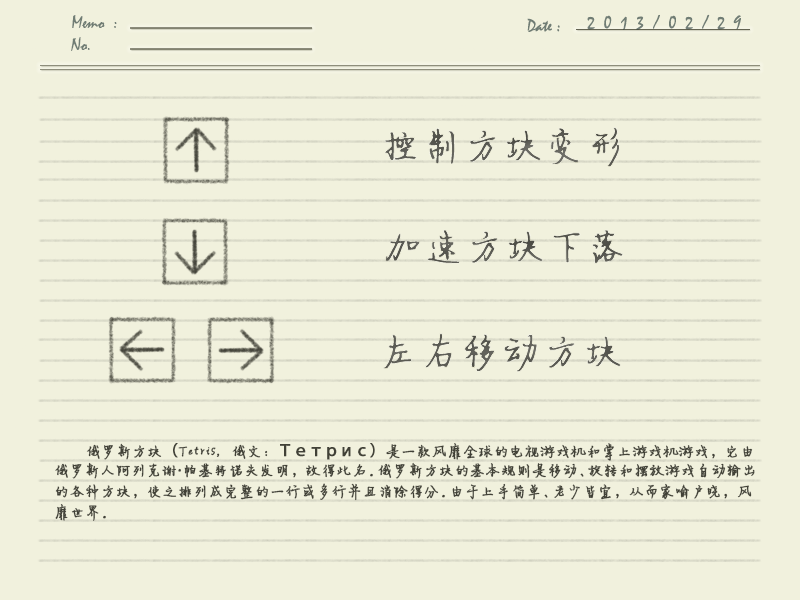 Memo :
Date : 2013/02/29
No.
控制方块变形
加速方块下落
左右移动方块
俄罗斯方块（Tetris, 俄文：Тетрис）是一款风靡全球的电视游戏机和掌上游戏机游戏，它由
俄罗斯人阿列克谢·帕基特诺夫发明，故得此名.俄罗斯方块的基本规则是移动、旋转和摆放游戏自动输出
的各种方块，使之排列成完整的一行或多行并且消除得分.由于上手简单、老少皆宜，从而家喻户晓，风
靡世界.